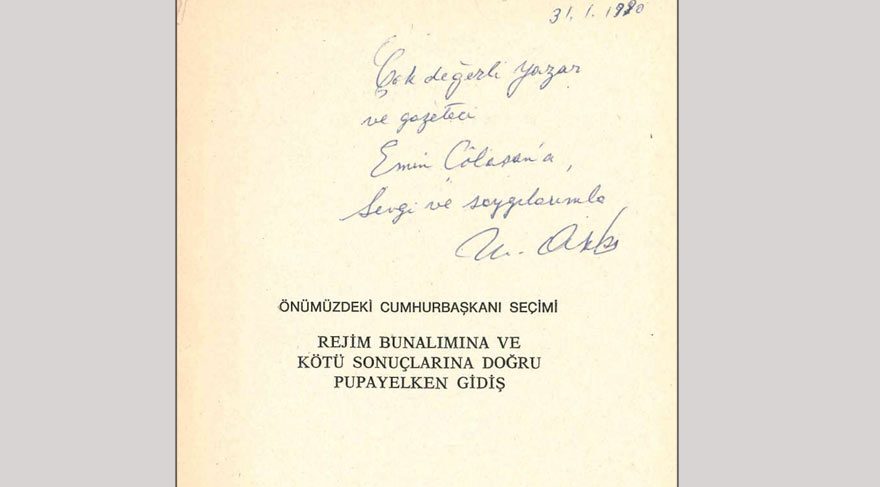 31.1.1990
Çok değerli yazar
ve gazeteci
Emin Çölaşan'a,
Sevgi ve saygılarımla
ÖNÜMÜZDEKİ CUMHURBAŞKANI SEÇİMİ
REJİM BUNALIMINA VE
KÖTÜ SONUÇLARINA DOĞRU
PUPAYELKEN GİDİŞ